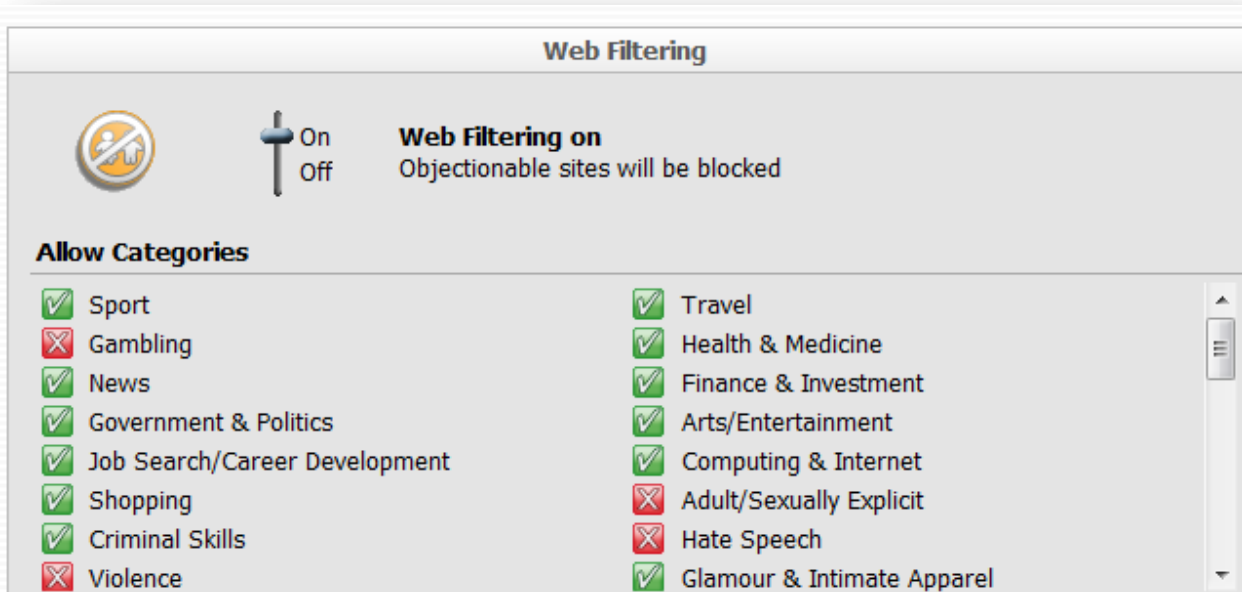 Web Filtering
On
Off
Web Filtering on
Objectionable sites will be blocked
Allow Categories
Sport
Travel
Gambling
Health & Medicine
News
Finance & Investment
Government & Politics
Arts/Entertainment
Job Search/Career Development
Computing & Internet
Shopping
Adult/Sexually Explicit
Criminal Skills
Hate Speech
Violence
Glamour & Intimate Apparel